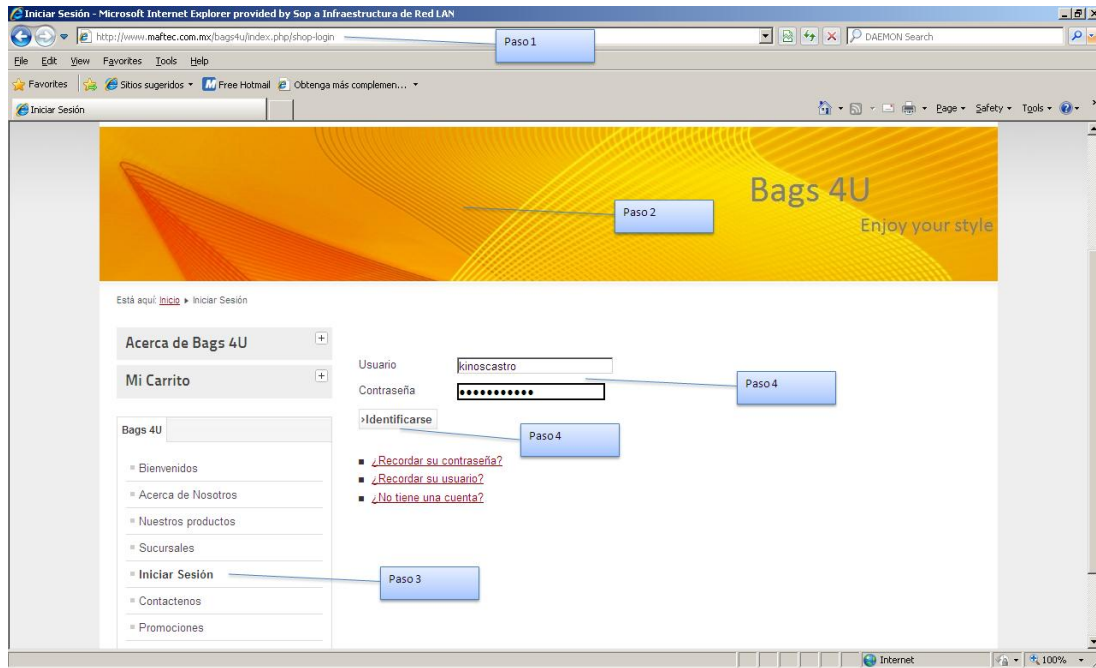 Iniciar Sesión - Microsoft Internet Explorer provided by Sop a Infraestructura de Red LAN
http://www.maftec.com.mx/bags4u/index.php/shop-login
Paso 1
DAEMON Search
File Edit View Favorites Tools Help
Favorites Sitios sugeridos Free Hotmail Obtenga más complemen...
Iniciar Sesión
Page Safety Tools
Bags 4U
Paso 2
Enjoy your style
Está aquí: Inicio Iniciar Sesión
Acerca de Bags 4U
Mi Carrito
Usuario kinoscastro
Contraseña
Paso 4
›Identificarse
Paso 4
¿Recordar su contraseña?
¿Recordar su usuario?
¿No tiene una cuenta?
Bags 4U
Bienvenidos
Acerca de Nosotros
Nuestros productos
Sucursales
Iniciar Sesión
Paso 3
Contactenos
Promociones
Internet 100%